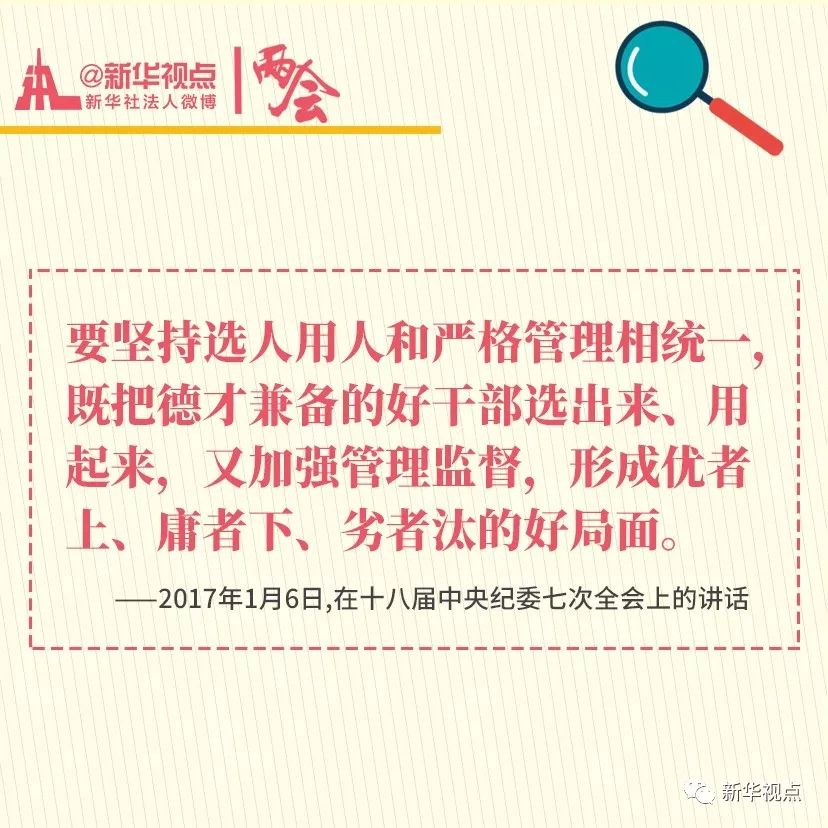 @新华视点
新华社法人微博
两会
要坚持选人用人和严格管理相统一，
既把德才兼备的好干部选出来、用
起来，又加强管理监督，形成优者
上、庸者下、劣者汰的好局面。
——2017年1月6日,在十八届中央纪委七次全会上的讲话
新华视点